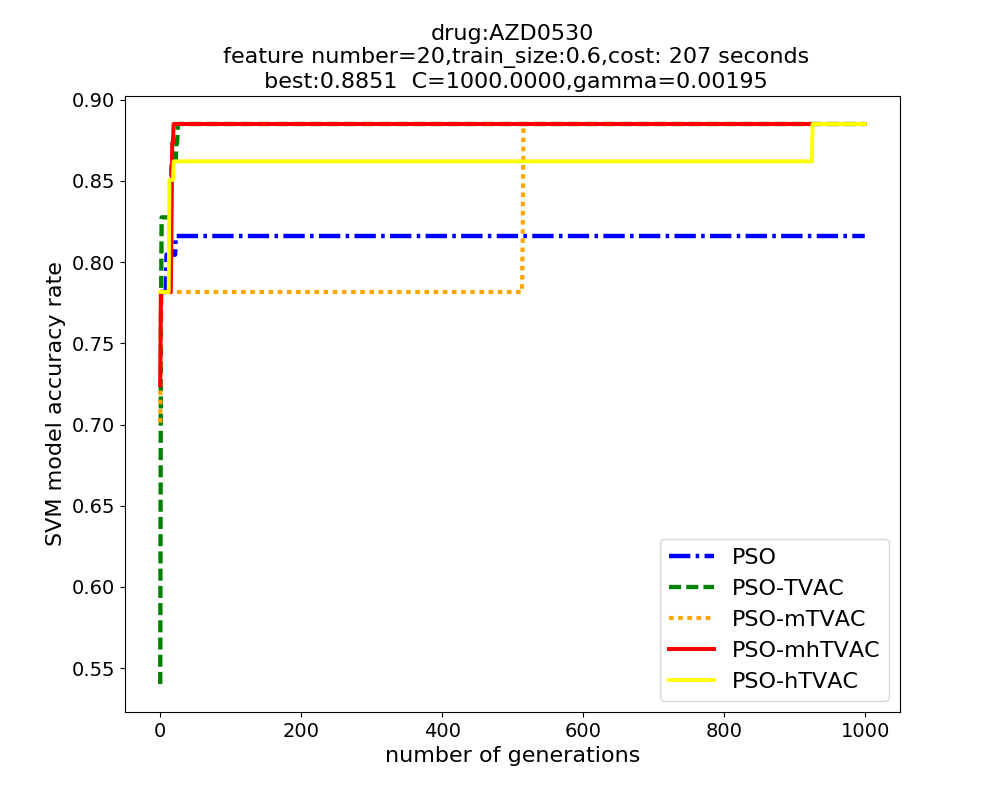 drug:AZD0530
feature number=20,train_size:0.6,cost: 207 seconds
best:0.8851  C=1000.0000,gamma=0.00195
0.90
0.85
0.80
0.75
0.70
0.65
0.60
0.55
SVM model accuracy rate
PSO
PSO-TVAC
PSO-mTVAC
PSO-mhTVAC
PSO-hTVAC
0
200
400
600
800
1000
number of generations